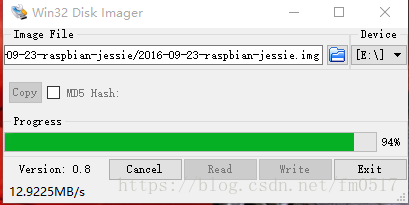 Win32 Disk Imager
Image File
Device
-09-23-raspbian-jessie/2016-09-23-raspbian-jessie.img
[E:\]
Copy
MD5 Hash:
Progress
94%
Version: 0.8
Cancel
Read
Write
Exit
12.9225MB/s
https://blog.csdn.net/fm0517